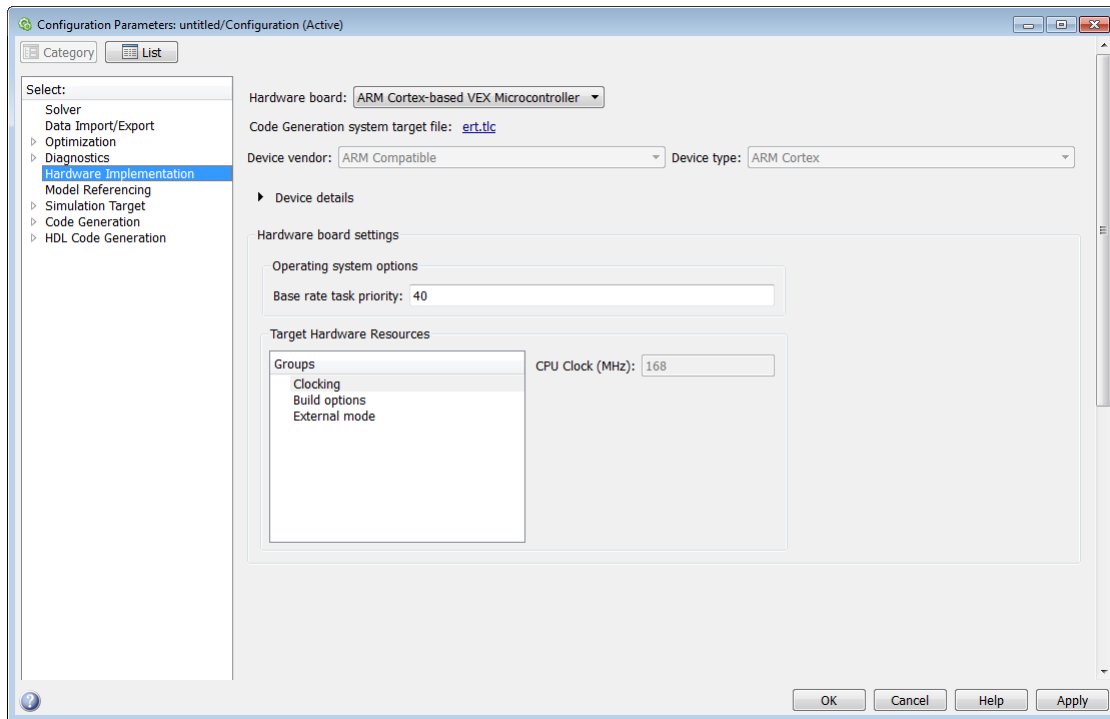 Configuration Parameters: untitled/Configuration (Active)
Category
List
Select:
Solver
Data Import/Export
Optimization
Diagnostics
Hardware Implementation
Model Referencing
Simulation Target
Code Generation
HDL Code Generation
Hardware board: ARM Cortex-based VEX Microcontroller
Code Generation system target file: ert.tlc
Device vendor: ARM Compatible Device type: ARM Cortex
Device details
Hardware board settings
Operating system options
Base rate task priority: 40
Target Hardware Resources
Groups
Clocking
Build options
External mode
CPU Clock (MHz): 168
OK Cancel Help Apply